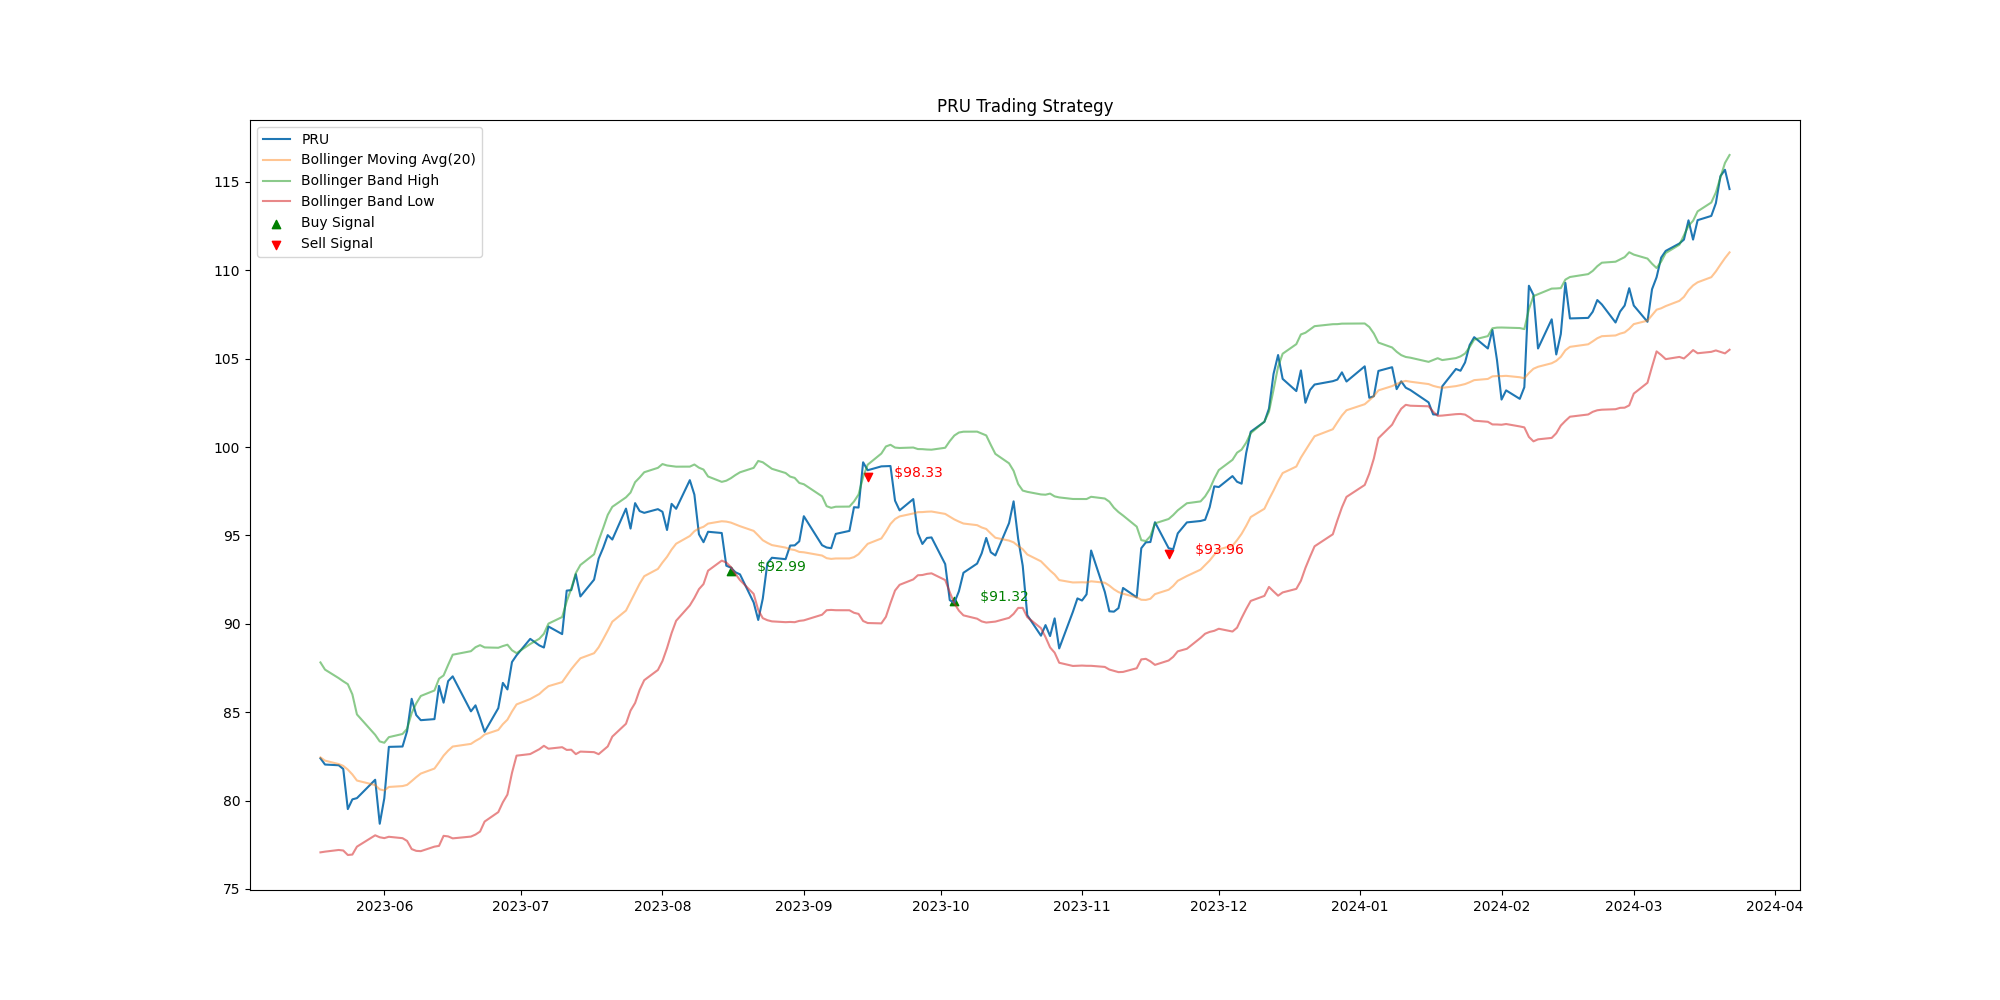 PRU Trading Strategy
PRU
Bollinger Moving Avg(20)
Bollinger Band High
Bollinger Band Low
Buy Signal
Sell Signal
115
110
105
100
95
90
85
80
75
$98.33
$92.99
$93.96
$91.32
2023-06 2023-07 2023-08 2023-09 2023-10 2023-11 2023-12 2024-01 2024-02 2024-03 2024-04